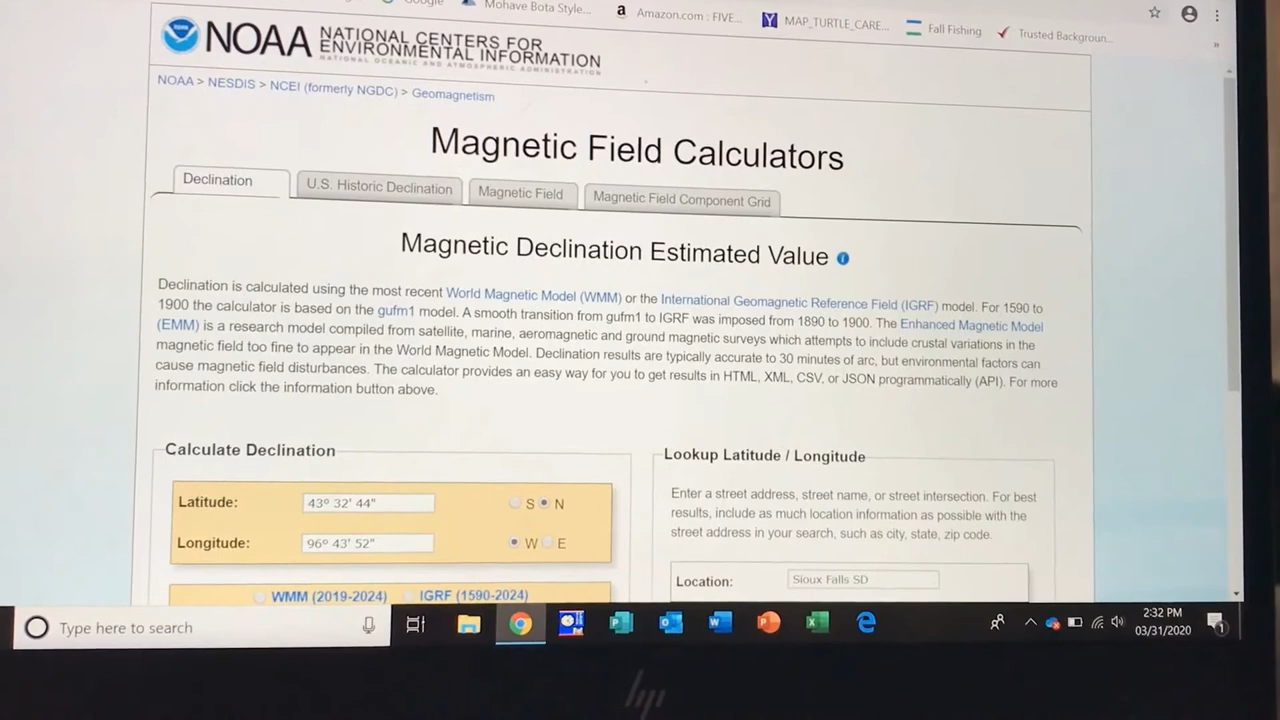 Google
Mohave Bota Style...
a Amazon.com : FIVE...
Y MAP_TURTLE_CARE...
Fall Fishing
Trusted Backgroun...
»
NOAA NATIONAL CENTERS FOR
ENVIRONMENTAL INFORMATION
NATIONAL OCEANIC AND ATMOSPHERIC ADMINISTRATION
NOAA > NESDIS > NCEI (formerly NGDC) > Geomagnetism
Magnetic Field Calculators
Declination
U.S. Historic Declination
Magnetic Field
Magnetic Field Component Grid
Magnetic Declination Estimated Value i
Declination is calculated using the most recent World Magnetic Model (WMM) or the International Geomagnetic Reference Field (IGRF) model. For 1590 to
1900 the calculator is based on the gufm1 model. A smooth transition from gufm1 to IGRF was imposed from 1890 to 1900. The Enhanced Magnetic Model
(EMM) is a research model compiled from satellite, marine, aeromagnetic and ground magnetic surveys which attempts to include crustal variations in the
magnetic field too fine to appear in the World Magnetic Model. Declination results are typically accurate to 30 minutes of arc, but environmental factors can
cause magnetic field disturbances. The calculator provides an easy way for you to get results in HTML, XML, CSV, or JSON programmatically (API). For more
information click the information button above.
Calculate Declination
Latitude: 43º 32' 44" S N
Longitude: 96º 43' 52" W E
WMM (2019-2024) IGRF (1590-2024)
Lookup Latitude / Longitude
Enter a street address, street name, or street intersection. For best
results, include as much location information as possible with the
street address in your search, such as city, state, zip code.
Location: Sioux Falls SD
Type here to search
2:32 PM
03/31/2020
1
hp